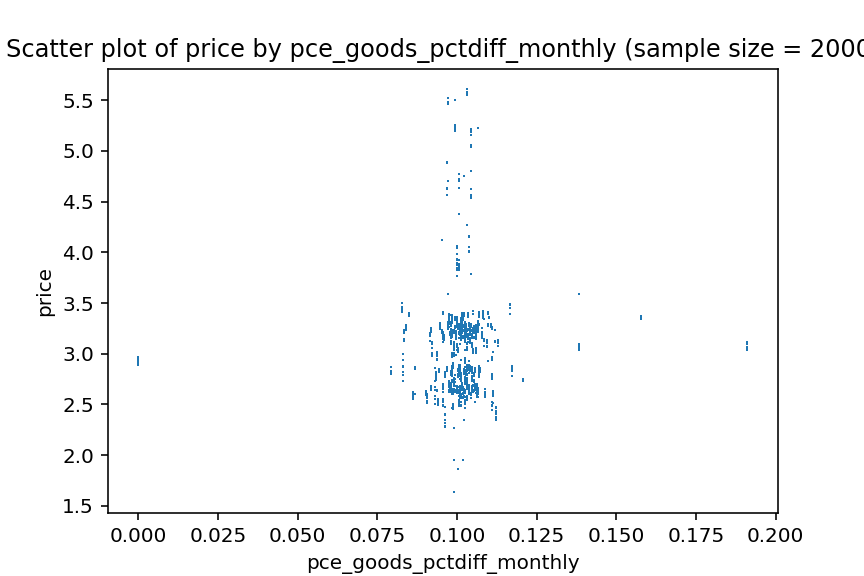 Scatter plot of price by pce_goods_pctdiff_monthly (sample size = 2000
5.5
5.0
4.5
4.0
3.5
3.0
2.5
2.0
1.5
price
0.000 0.025 0.050 0.075 0.100 0.125 0.150 0.175 0.200
pce_goods_pctdiff_monthly